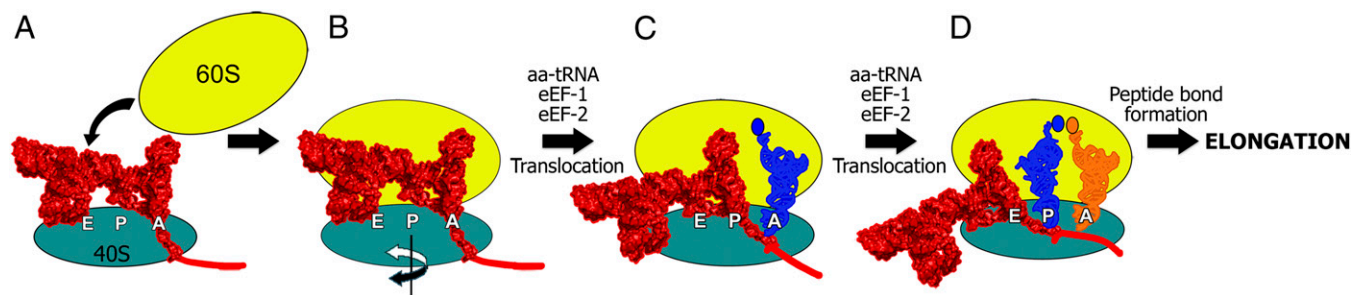 A
60S
E P A
40S
B
E P A
aa-tRNA
eEF-1
eEF-2
Translocation
C
E P A
aa-tRNA
eEF-1
eEF-2
Translocation
D
E P A
Peptide bond
formation
ELONGATION